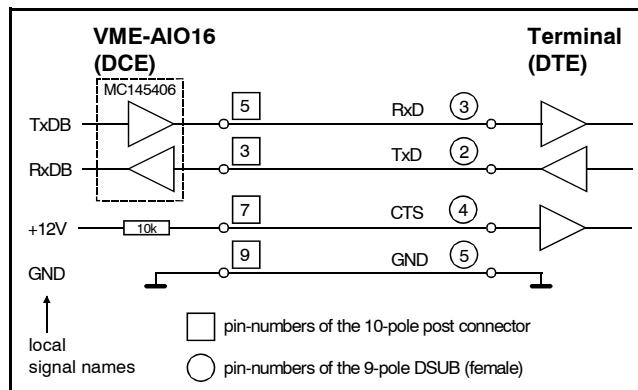 VME-AIO16 Terminal
(DCE) (DTE)
MC145406
TxDB 5 RxD 3
RxDB 3 TxD 2
+12V 10k 7 CTS 4
GND 9 GND 5
local
signal names
pin-numbers of the 10-pole post connector
pin-numbers of the 9-pole DSUB (female)